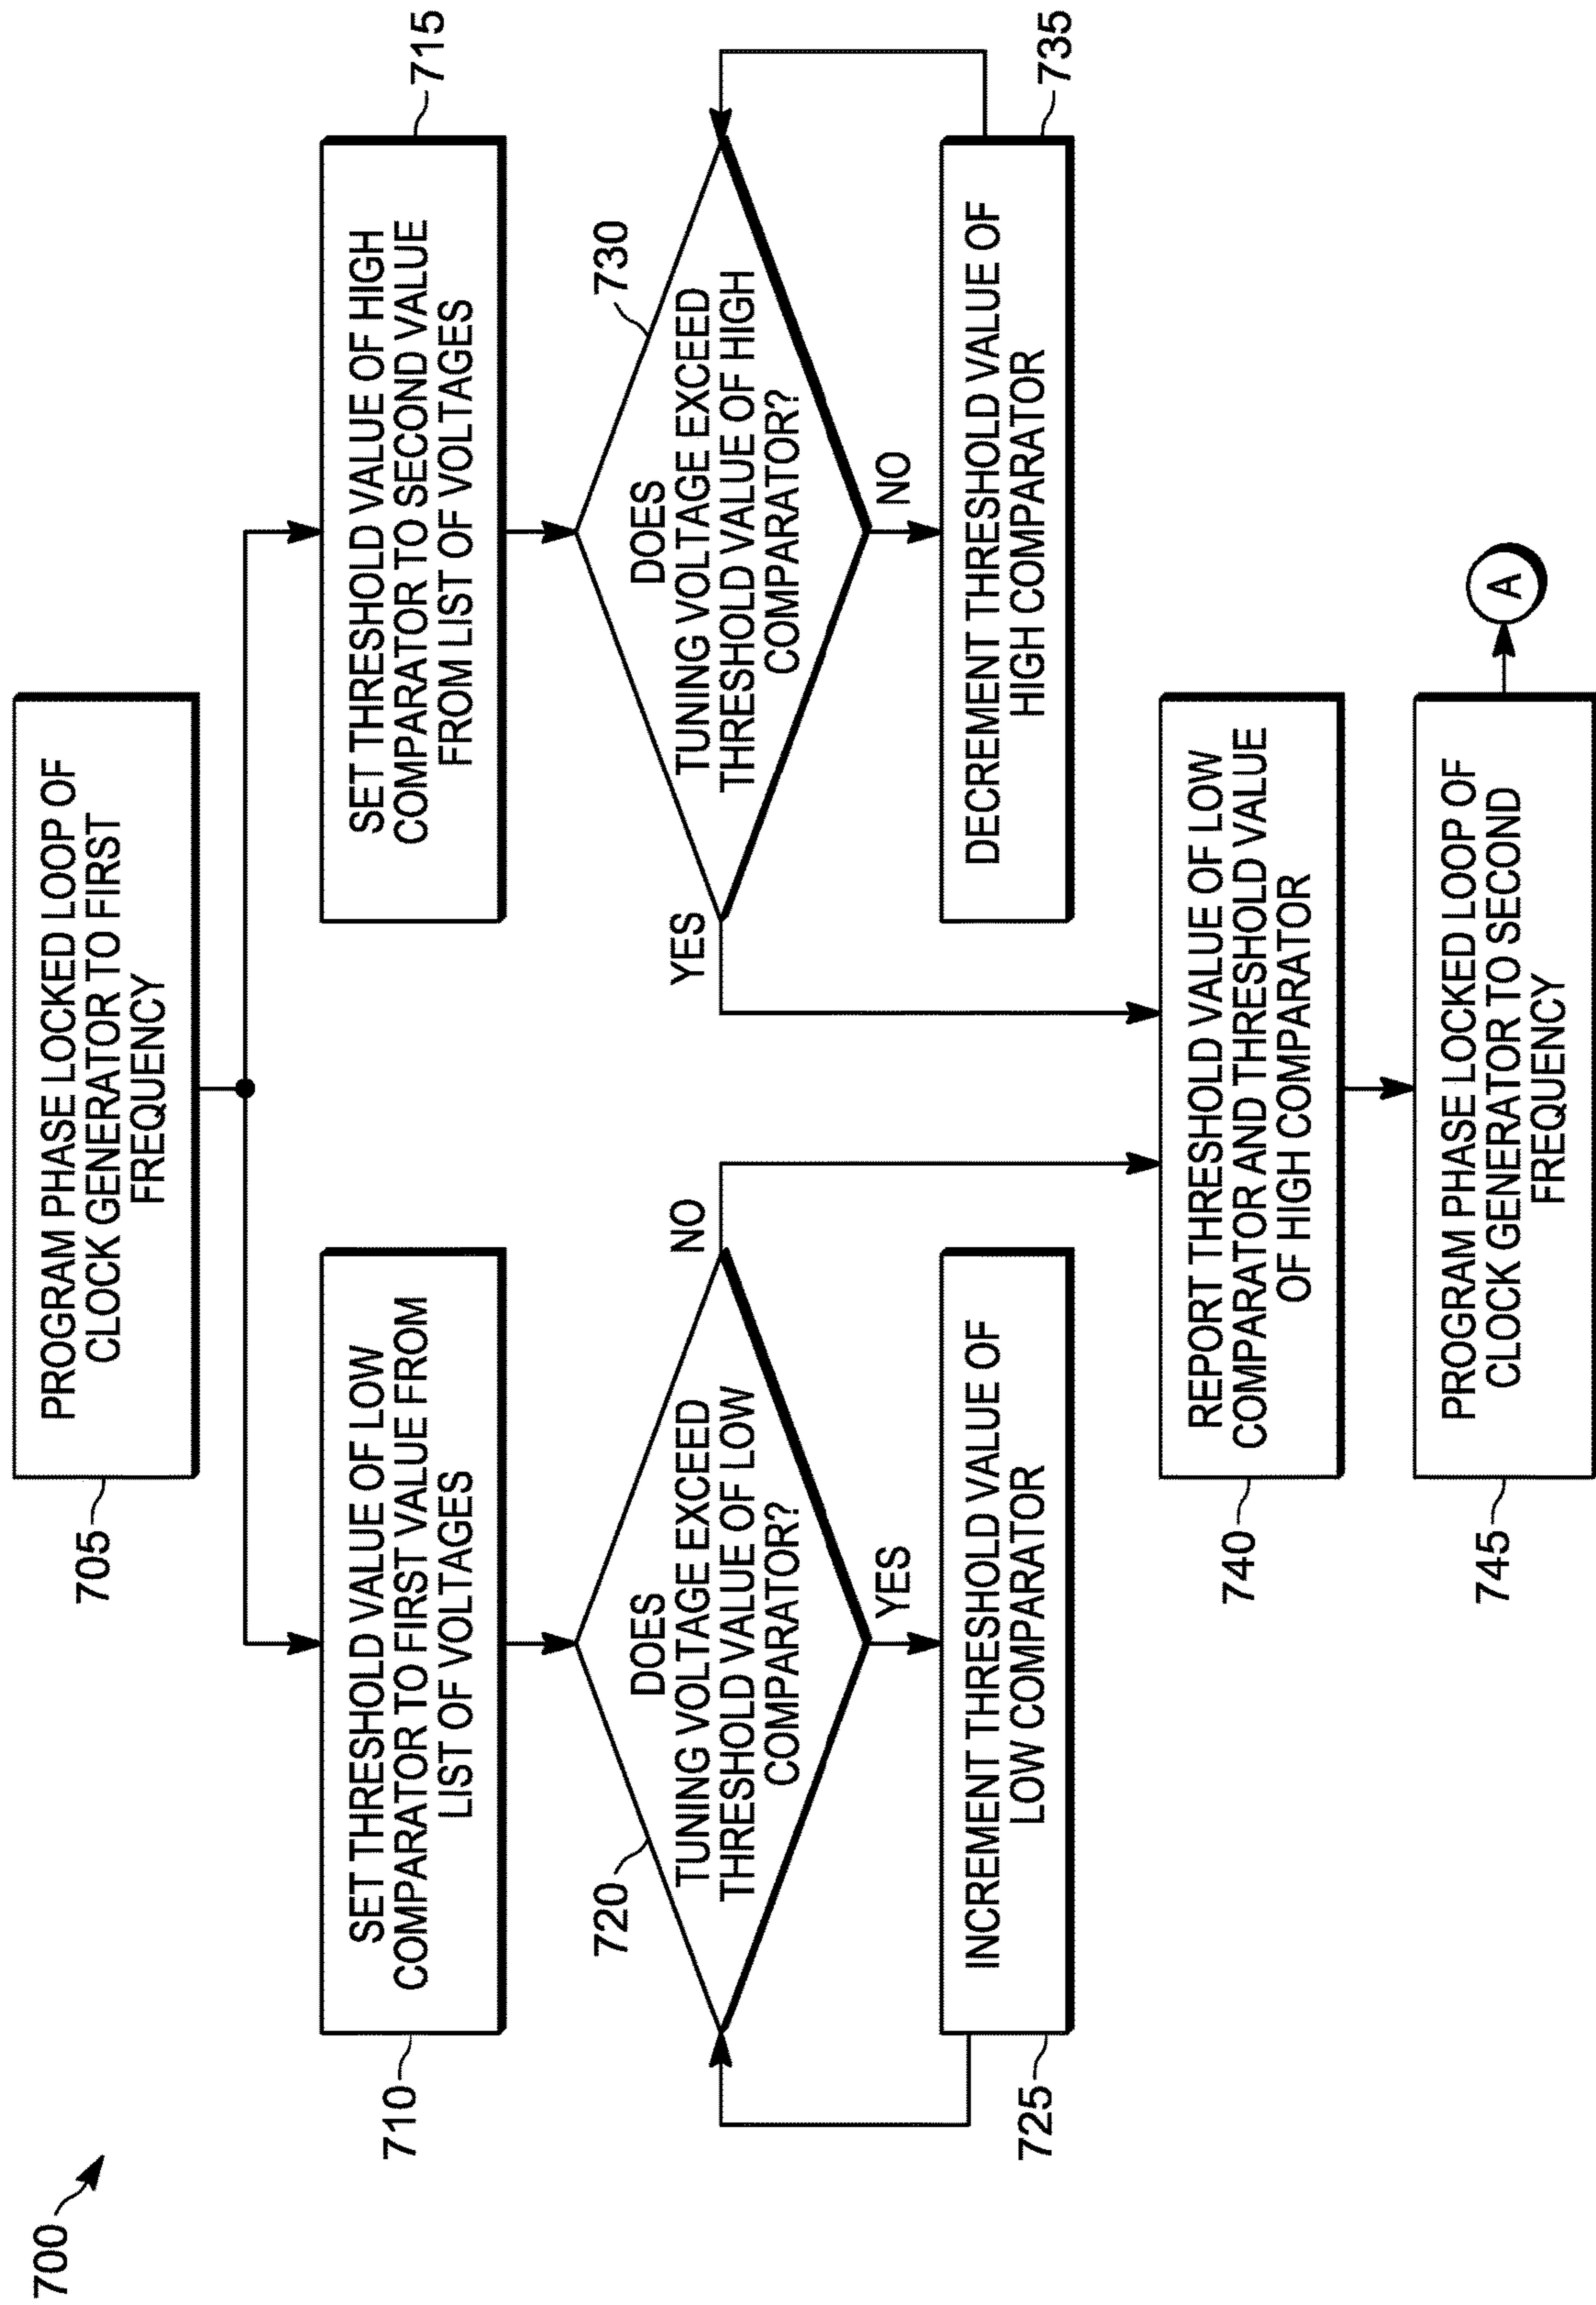 700
705
PROGRAM PHASE LOCKED LOOP OF
CLOCK GENERATOR TO FIRST
FREQUENCY
710
SET THRESHOLD VALUE OF LOW
COMPARATOR TO FIRST VALUE FROM
LIST OF VOLTAGES
715
SET THRESHOLD VALUE OF HIGH
COMPARATOR TO SECOND VALUE
FROM LIST OF VOLTAGES
720
DOES
TUNING VOLTAGE EXCEED
THRESHOLD VALUE OF LOW
COMPARATOR?
NO
YES
730
DOES
TUNING VOLTAGE EXCEED
THRESHOLD VALUE OF HIGH
COMPARATOR?
YES
NO
725
INCREMENT THRESHOLD VALUE OF
LOW COMPARATOR
735
DECREMENT THRESHOLD VALUE OF
HIGH COMPARATOR
740
REPORT THRESHOLD VALUE OF LOW
COMPARATOR AND THRESHOLD VALUE
OF HIGH COMPARATOR
745
PROGRAM PHASE LOCKED LOOP OF
CLOCK GENERATOR TO SECOND
FREQUENCY
A